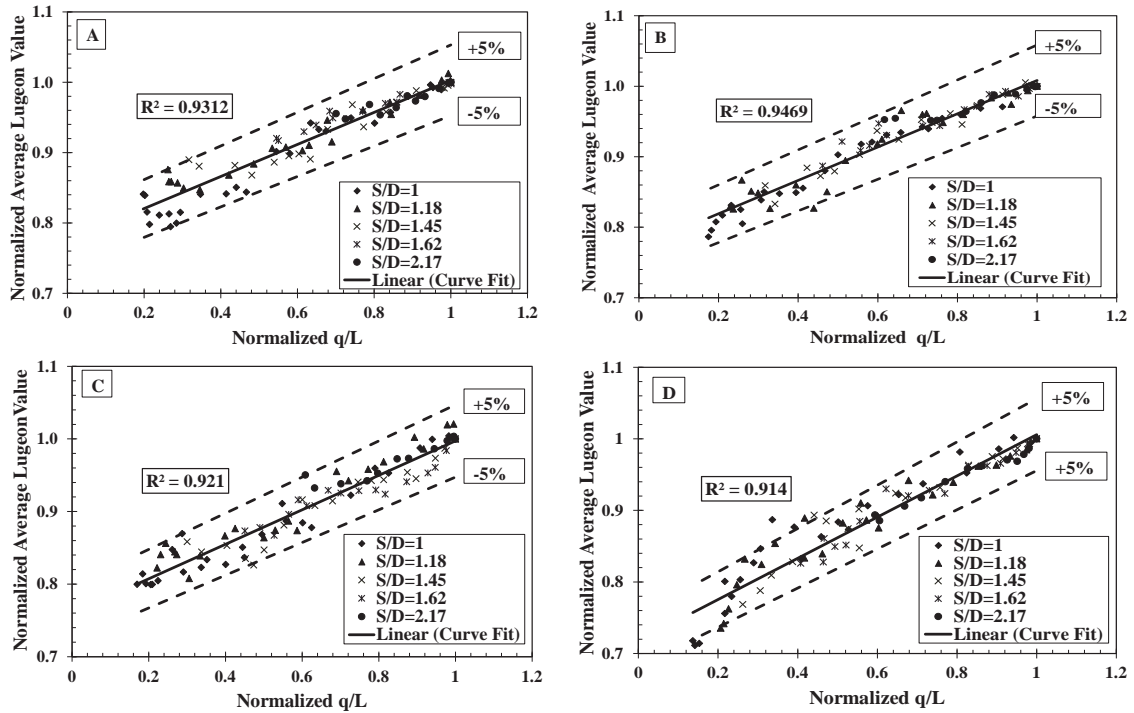 A
Normalized Average Lugeon Value
1.1
1.0
0.9
0.8
0.7
+5%
-5%
R² = 0.9312
S/D=1
S/D=1.18
S/D=1.45
S/D=1.62
S/D=2.17
Linear (Curve Fit)
0 0.2 0.4 0.6 0.8 1 1.2
Normalized q/L
B
Normalized Average Lugeon Value
1.1
1.0
0.9
0.8
0.7
+5%
-5%
R² = 0.9469
S/D=1
S/D=1.18
S/D=1.45
S/D=1.62
S/D=2.17
Linear (Curve Fit)
0 0.2 0.4 0.6 0.8 1 1.2
Normalized q/L
C
Normalized Average LugeonValue
1.1
1.0
0.9
0.8
0.7
+5%
-5%
R² = 0.921
S/D=1
S/D=1.18
S/D=1.45
S/D=1.62
S/D=2.17
Linear (Curve Fit)
0 0.2 0.4 0.6 0.8 1 1.2
Normalized q/L
D
Normalized Average Lugeon Value
1.1
1.0
0.9
0.8
0.7
+5%
+5%
R² = 0.914
S/D=1
S/D=1.18
S/D=1.45
S/D=1.62
S/D=2.17
Linear (Curve Fit)
0 0.2 0.4 0.6 0.8 1 1.2
Normalized q/L